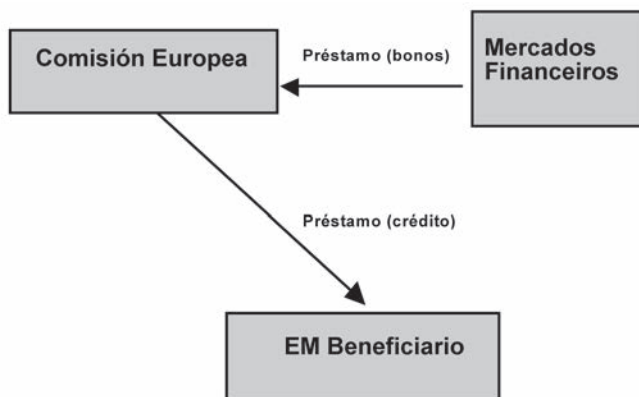 Comisión Europea
Préstamo (bonos)
Mercados
Financeiros
Préstamo (crédito)
EM Beneficiario